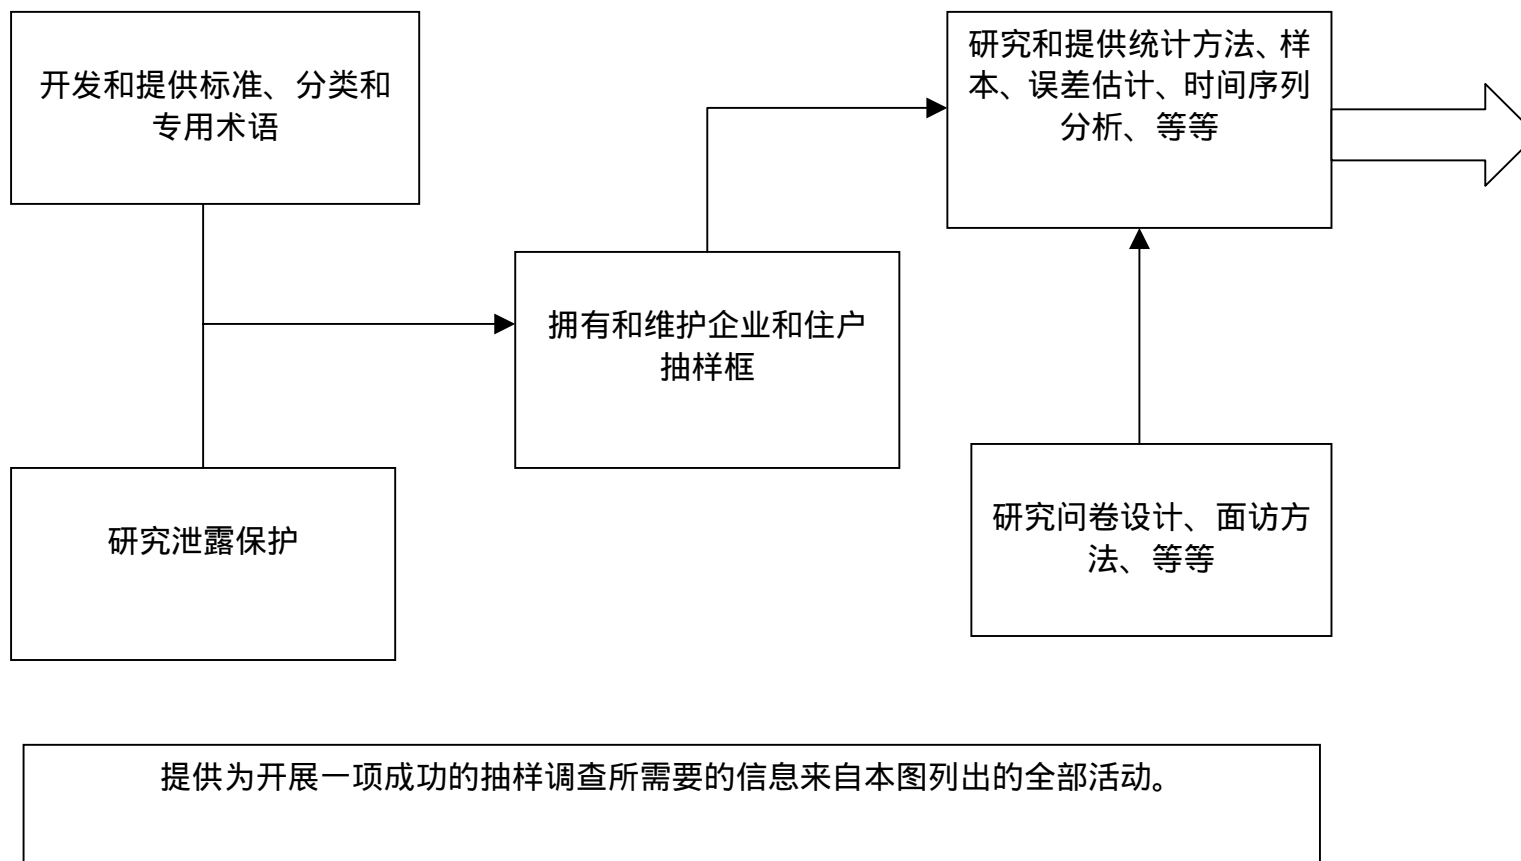 开发和提供标准、分类和
专用术语
研究和提供统计方法、样
本、误差估计、时间序列
分析、等等
拥有和维护企业和住户
抽样框
研究泄露保护
研究问卷设计、面访方
法、等等
提供为开展一项成功的抽样调查所需要的信息来自本图列出的全部活动。